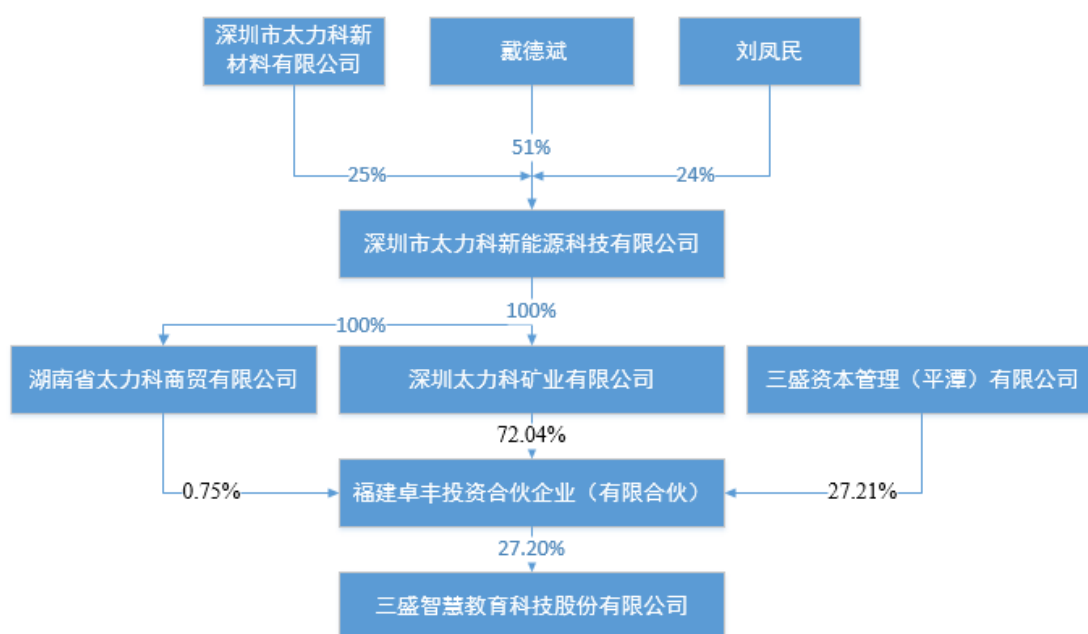 深圳市太力科新
材料有限公司
戴德斌
刘凤民
51%
25%
24%
深圳市太力科新能源科技有限公司
100%
100%
湖南省太力科商贸有限公司
深圳太力科矿业有限公司
三盛资本管理（平潭）有限公司
72.04%
0.75%
福建卓丰投资合伙企业（有限合伙）
27.21%
27.20%
三盛智慧教育科技股份有限公司